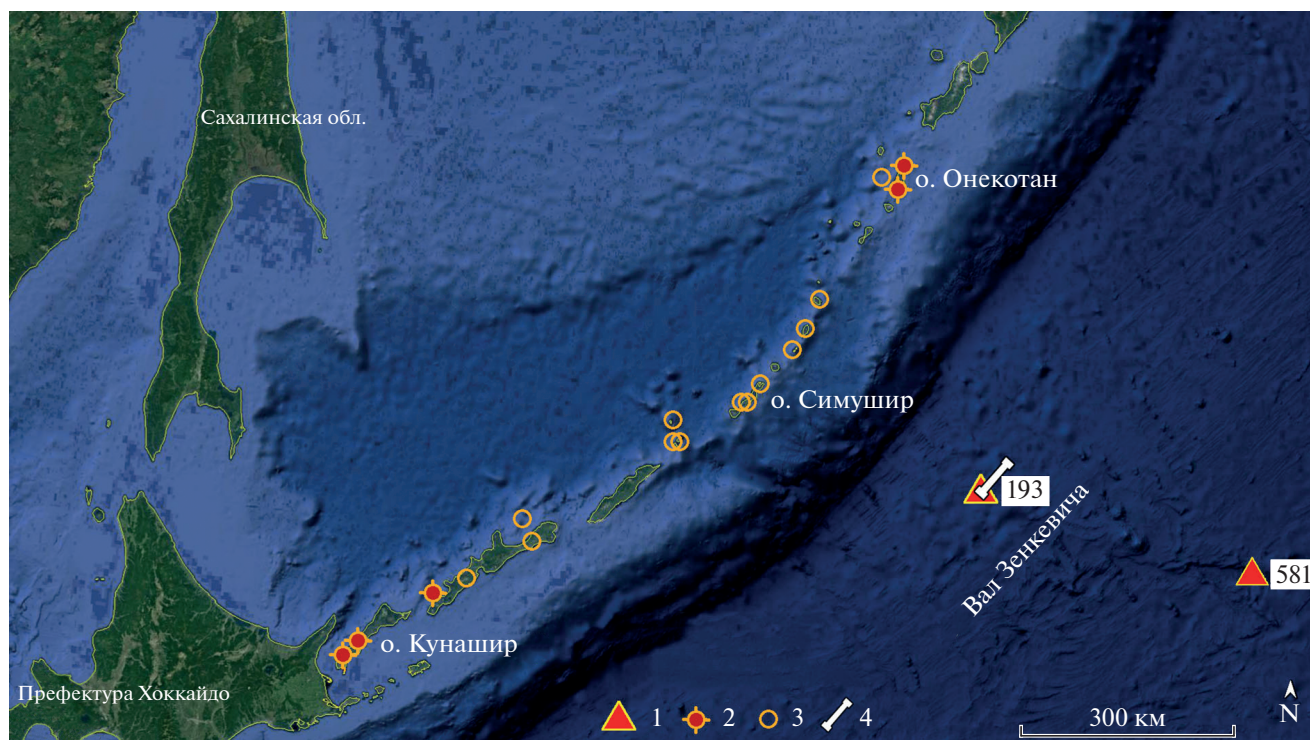 Сахалинская обл.
о. Онекотан
о. Симушир
193
Вал Зенкевича
581
о. Кунашир
Префектура Хоккайдо
1 2 3 4
300 км
N